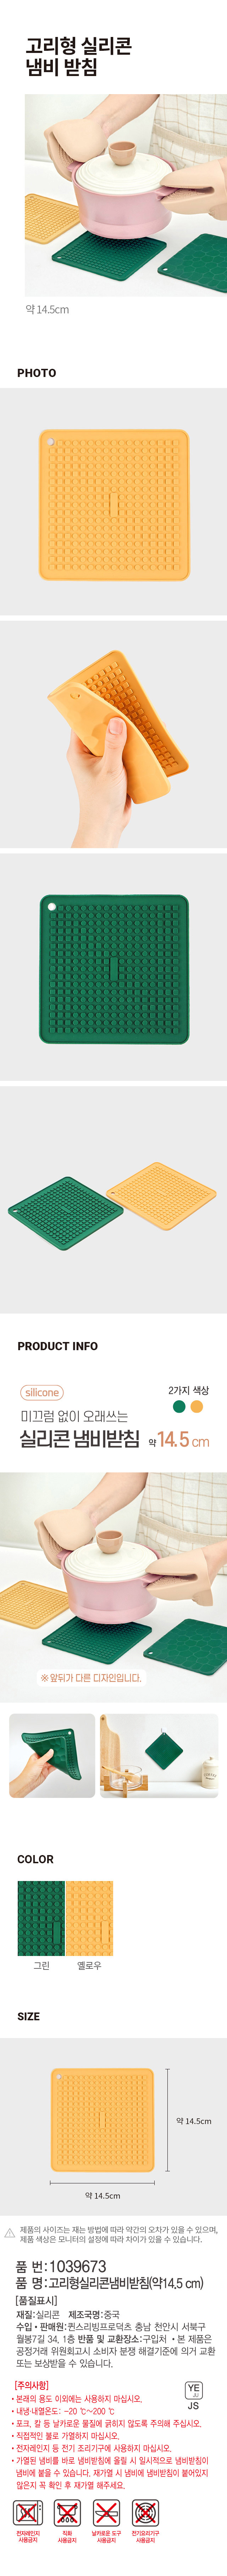 고리형 실리콘
냄비 받침
약 14.5cm
PHOTO
PRODUCT INFO
silicone
2가지 색상
미끄럼 없이 오래쓰는
실리콘 냄비받침 약 14.5 cm
※ 앞뒤가 다른 디자인입니다.
COLOR
그린 옐로우
SIZE
약 14.5cm
약 14.5cm
제품의 사이즈는 재는 방법에 따라 약간의 오차가 있을 수 있으며,
제품 색상은 모니터의 설정에 따라 차이가 있을 수 있습니다.
품 번:1039673
품 명:고리형실리콘냄비받침(약14.5 cm)
[품질표시]
재질:실리콘 제조국명:중국
수입·판매원:퀸스리빙프로덕츠 충남 천안시 서북구
월봉7길 34, 1층 반품 및 교환장소:구입처 •본 제품은
공정거래 위원회고시 소비자 분쟁 해결기준에 의거 교환
또는 보상받을 수 있습니다.
[주의사항]
•본래의 용도 이외에는 사용하지 마십시오.
•내냉·내열온도: -20 ℃~200 ℃
•포크, 칼 등 날카로운 물질에 긁히지 않도록 주의해 주십시오.
•직접적인 불로 가열하지 마십시오.
•전자레인지 등 전기 조리기구에 사용하지 마십시오.
•가열된 냄비를 바로 냄비받침에 올릴 시 일시적으로 냄비받침이
냄비에 붙을 수 있습니다. 재가열 시 냄비에 냄비받침이 붙어있지
않은지 꼭 확인 후 재가열 해주세요.
YE
JS
전자레인지
사용금지
직화
사용금지
날카로운 도구
사용금지
전기요리기구
사용금지